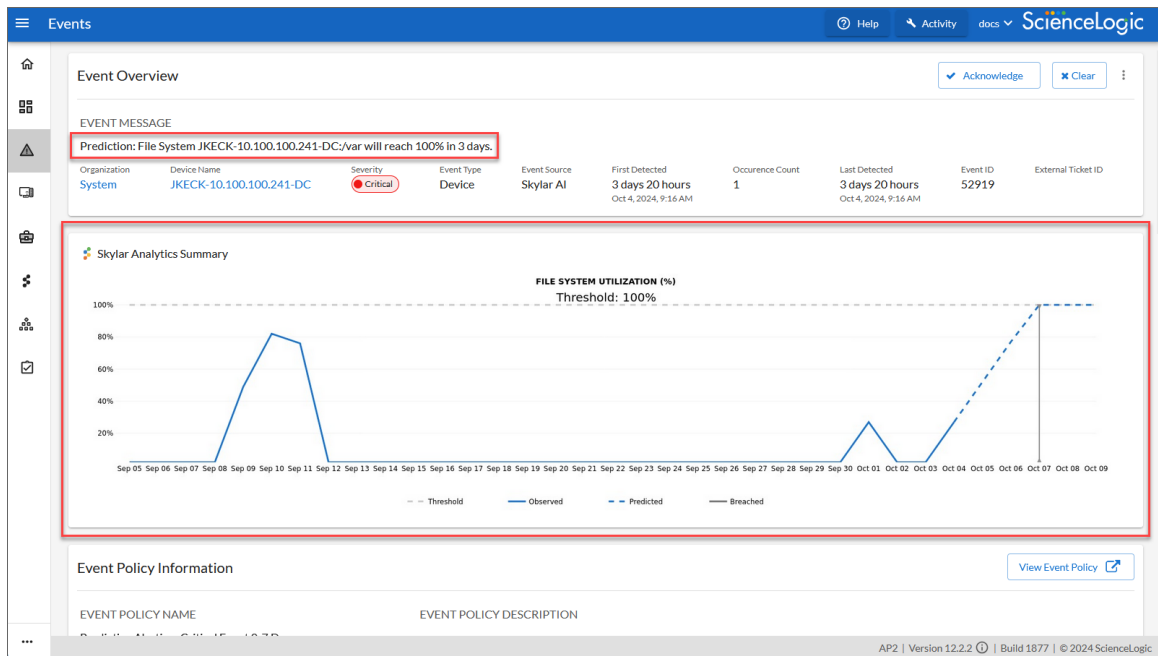 Events
Help
Activity
docs
ScienceLogic
Event Overview
Acknowledge
Clear
EVENT MESSAGE
Prediction: File System JKECK-10.100.100.241-DC:/var will reach 100% in 3 days.
Organization Device Name Severity Event Type Event Source First Detected Occurence Count Last Detected Event ID External Ticket ID
System JKECK-10.100.100.241-DC Critical Device Skylar AI 3 days 20 hours 1 3 days 20 hours 52919
Oct 4, 2024, 9:16 AM Oct 4, 2024, 9:16 AM
Skylar Analytics Summary
FILE SYSTEM UTILIZATION (%)
Threshold: 100%
100%
80%
60%
40%
20%
Sep 05 Sep 06 Sep 07 Sep 08 Sep 09 Sep 10 Sep 11 Sep 12 Sep 13 Sep 14 Sep 15 Sep 16 Sep 17 Sep 18 Sep 19 Sep 20 Sep 21 Sep 22 Sep 23 Sep 24 Sep 25 Sep 26 Sep 27 Sep 28 Sep 29 Sep 30 Oct 01 Oct 02 Oct 03 Oct 04 Oct 05 Oct 06 Oct 07 Oct 08 Oct 09
Threshold Observed Predicted Breached
Event Policy Information
View Event Policy
EVENT POLICY NAME EVENT POLICY DESCRIPTION
AP2 | Version 12.2.2 | Build 1877 | © 2024 ScienceLogic